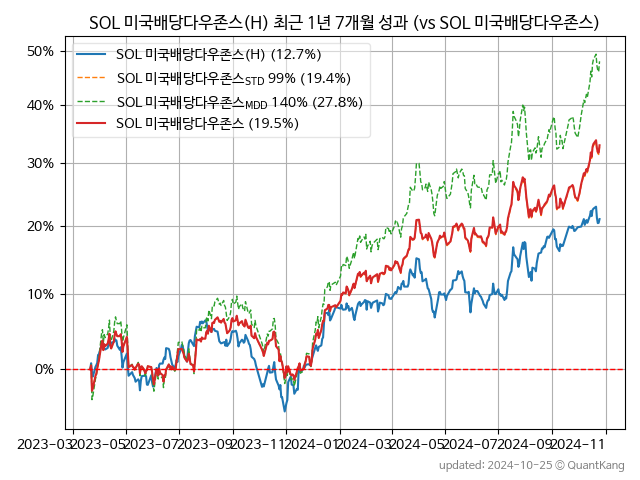 SOL 미국배당다우존스(H) 최근 1년 7개월 성과 (vs SOL 미국배당다우존스)
SOL 미국배당다우존스(H) (12.7%)
SOL 미국배당다우존스STD 99% (19.4%)
SOL 미국배당다우존스MDD 140% (27.8%)
SOL 미국배당다우존스 (19.5%)
50%
40%
30%
20%
10%
0%
2023-03 2023-05 2023-07 2023-09 2023-11 2024-01 2024-03 2024-05 2024-07 2024-09 2024-11
updated: 2024-10-25 © QuantKang